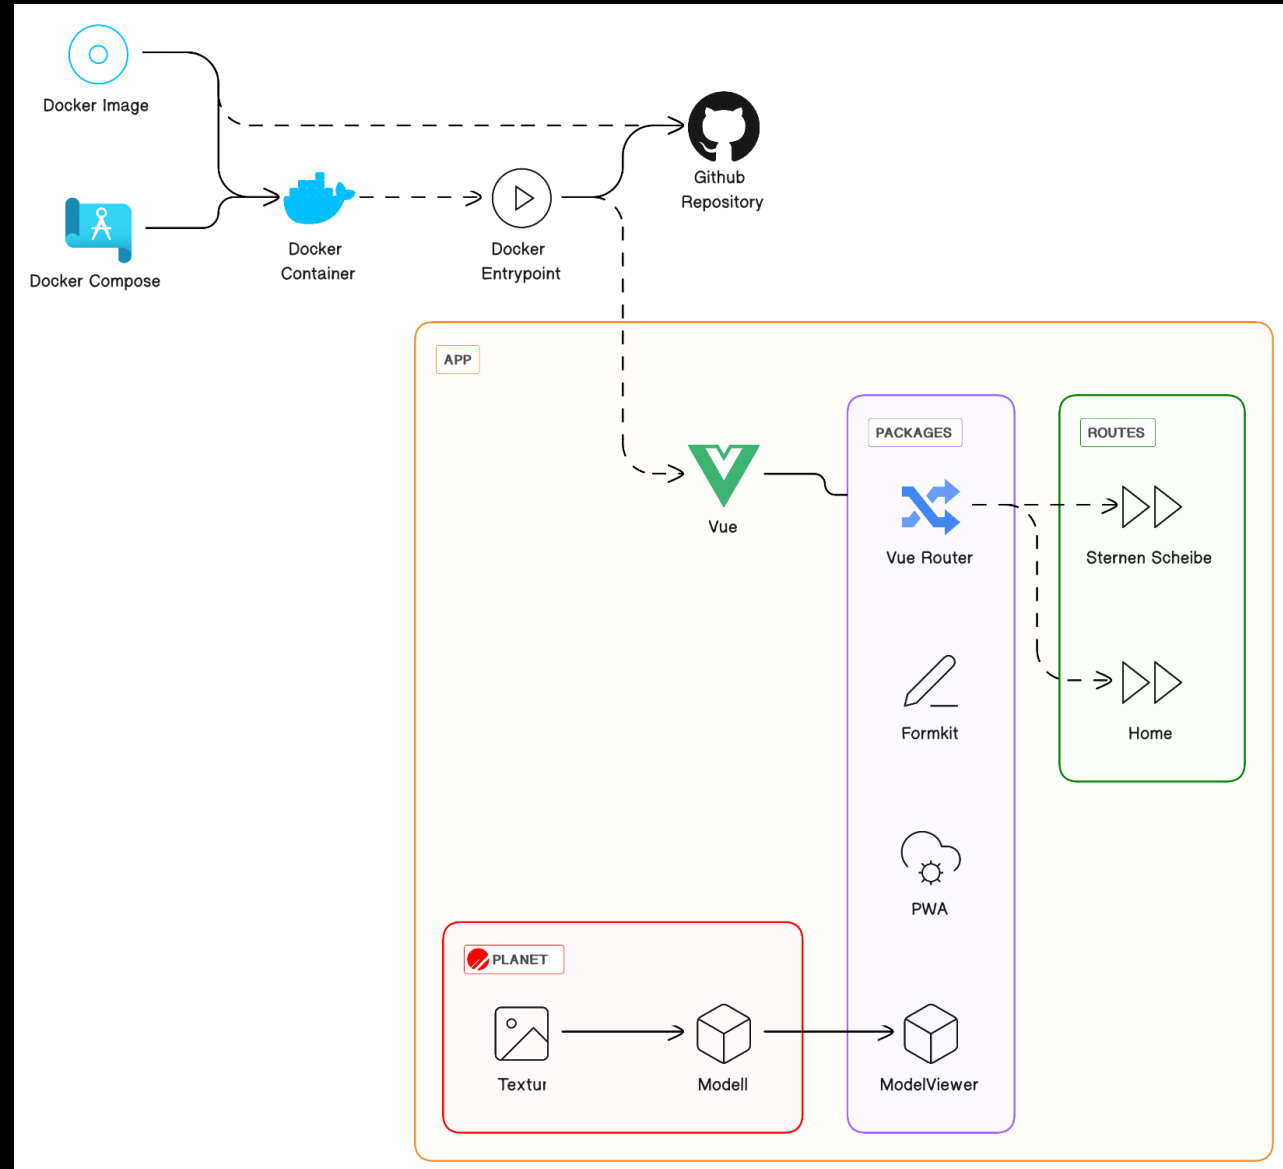 Docker Image
Github
Repository
Docker Compose
Docker
Container
Docker
Entrypoint
APP
PACKAGES
ROUTES
Vue
Vue Router
Sternen Scheibe
Formkit
Home
PWA
PLANET
Textur
Modell
ModelViewer